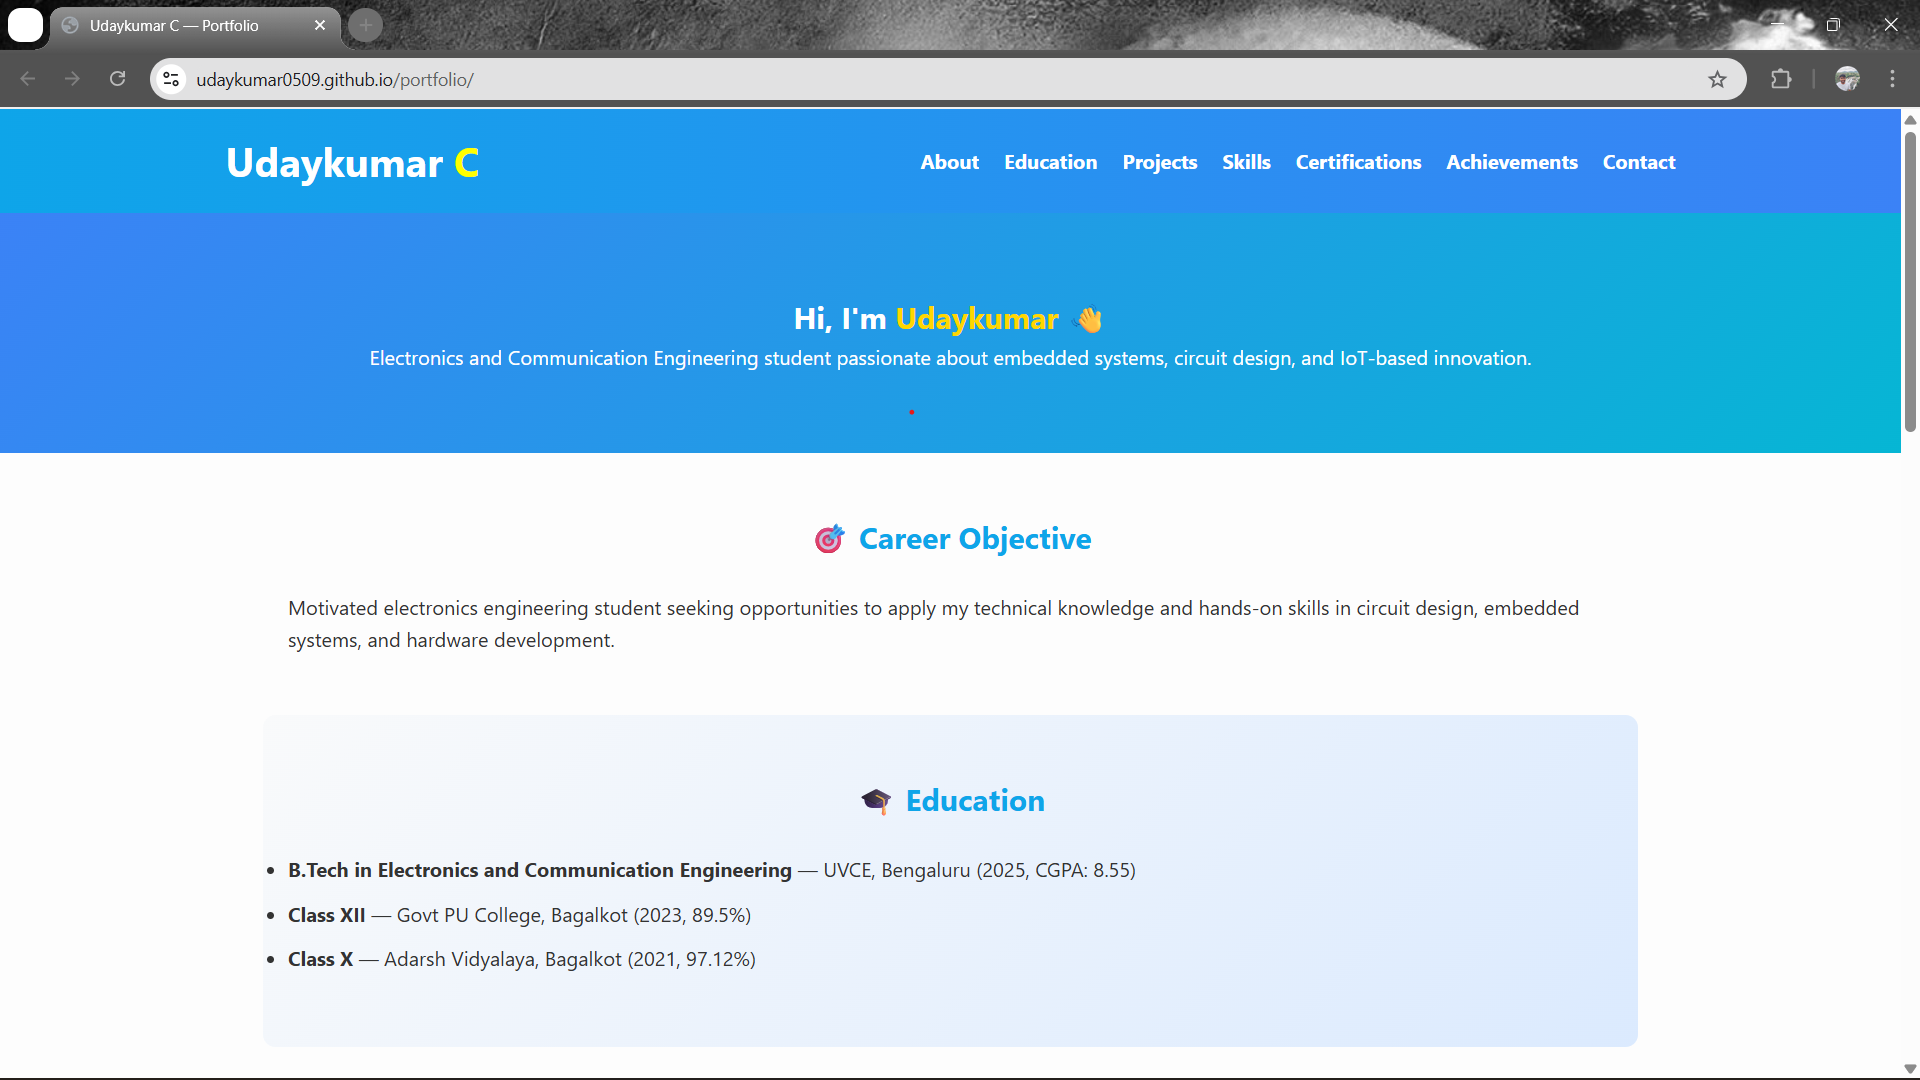 Udaykumar C — Portfolio
udaykumar0509.github.io/portfolio/
Udaykumar C
About Education Projects Skills Certifications Achievements Contact
Hi, I'm Udaykumar 👋
Electronics and Communication Engineering student passionate about embedded systems, circuit design, and IoT-based innovation.
🎯 Career Objective
Motivated electronics engineering student seeking opportunities to apply my technical knowledge and hands-on skills in circuit design, embedded
systems, and hardware development.
🎓 Education
• B.Tech in Electronics and Communication Engineering — UVCE, Bengaluru (2025, CGPA: 8.55)
• Class XII — Govt PU College, Bagalkot (2023, 89.5%)
• Class X — Adarsh Vidyalaya, Bagalkot (2021, 97.12%)